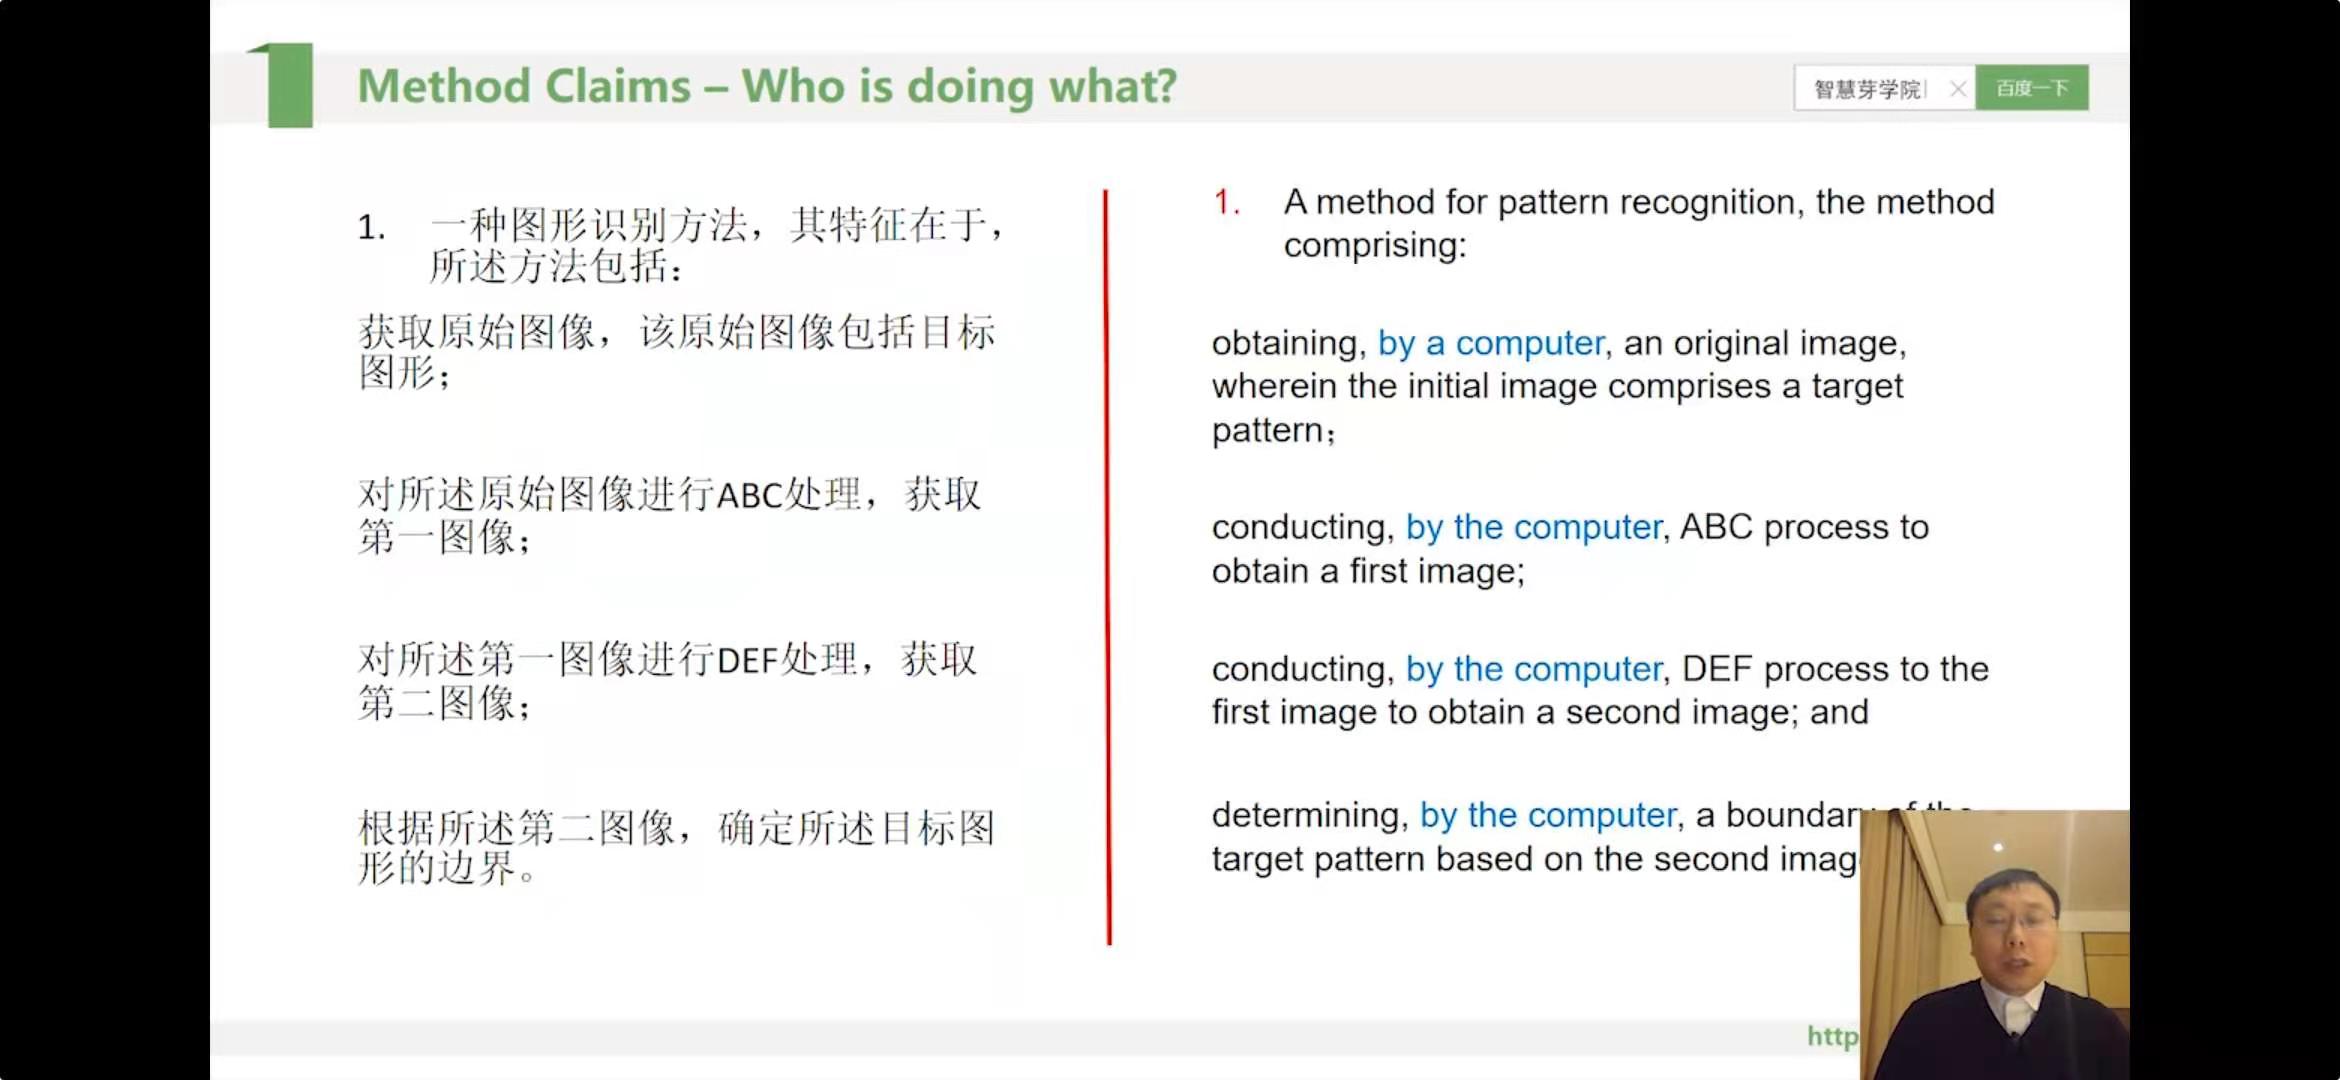 Method Claims – Who is doing what?
智慧芽学院
百度一下
1. 一种图形识别方法，其特征在于，
所述方法包括：
获取原始图像，该原始图像包括目标
图形；
对所述原始图像进行ABC处理，获取
第一图像；
对所述第一图像进行DEF处理，获取
第二图像；
根据所述第二图像，确定所述目标图
形的边界。
1. A method for pattern recognition, the method
comprising:
obtaining, by a computer, an original image,
wherein the initial image comprises a target
pattern；
conducting, by the computer, ABC process to
obtain a first image;
conducting, by the computer, DEF process to the
first image to obtain a second image; and
determining, by the computer, a boundary of the
target pattern based on the second imag
http